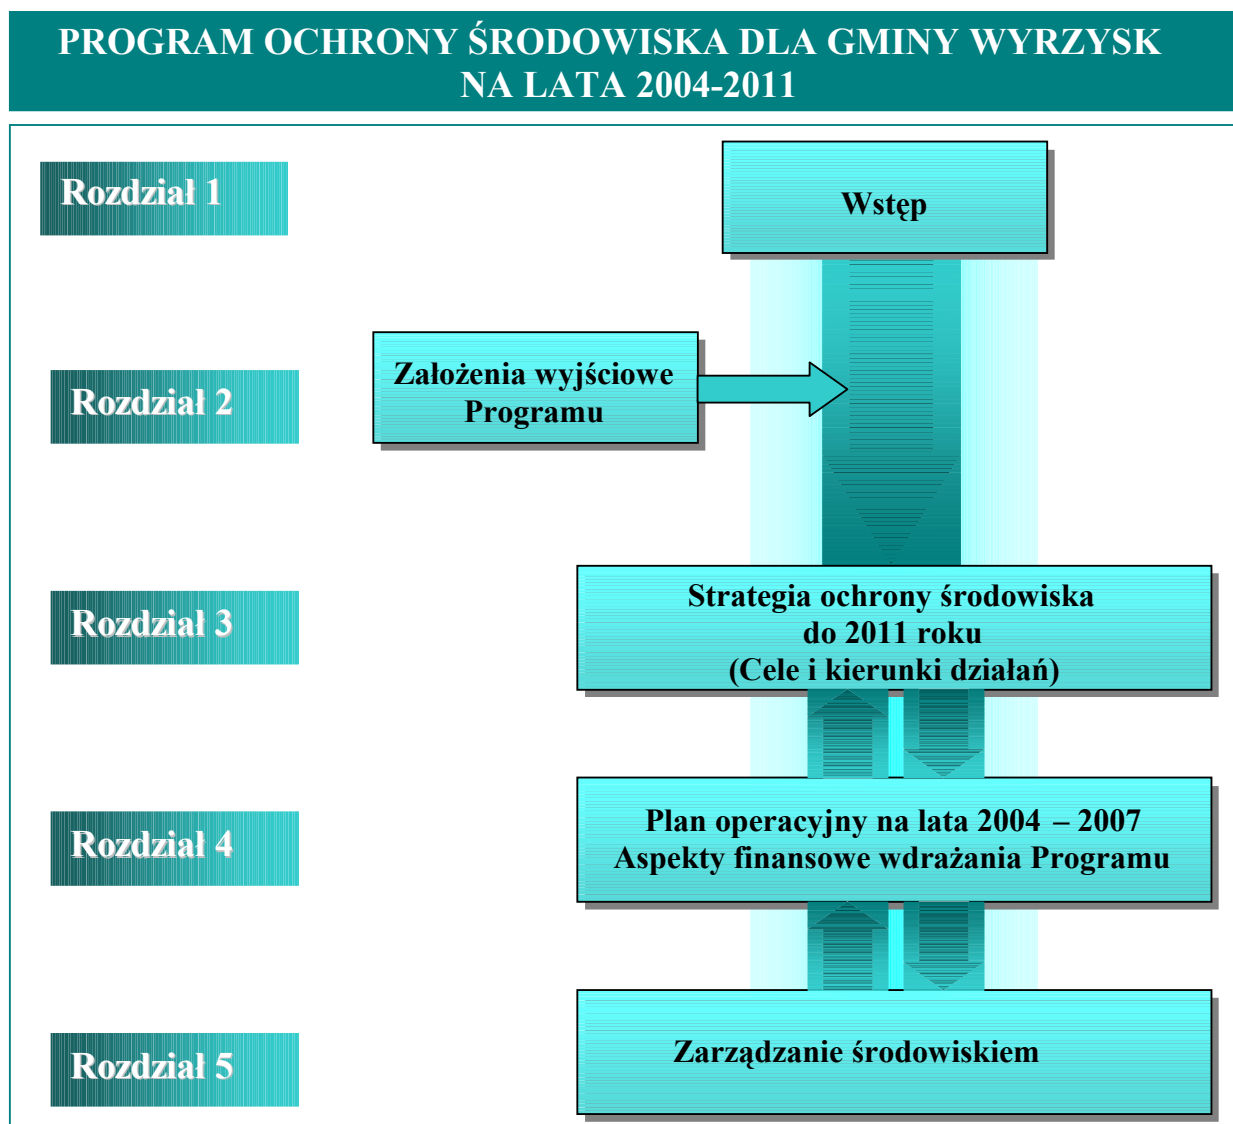 PROGRAM OCHRONY ŚRODOWISKA DLA GMINY WYRZYSK
NA LATA 2004-2011
Rozdział 1
Wstęp
Rozdział 2
Założenia wyjściowe
Programu
Rozdział 3
Strategia ochrony środowiska
do 2011 roku
(Cele i kierunki działań)
Rozdział 4
Plan operacyjny na lata 2004 – 2007
Aspekty finansowe wdrażania Programu
Rozdział 5
Zarządzanie środowiskiem